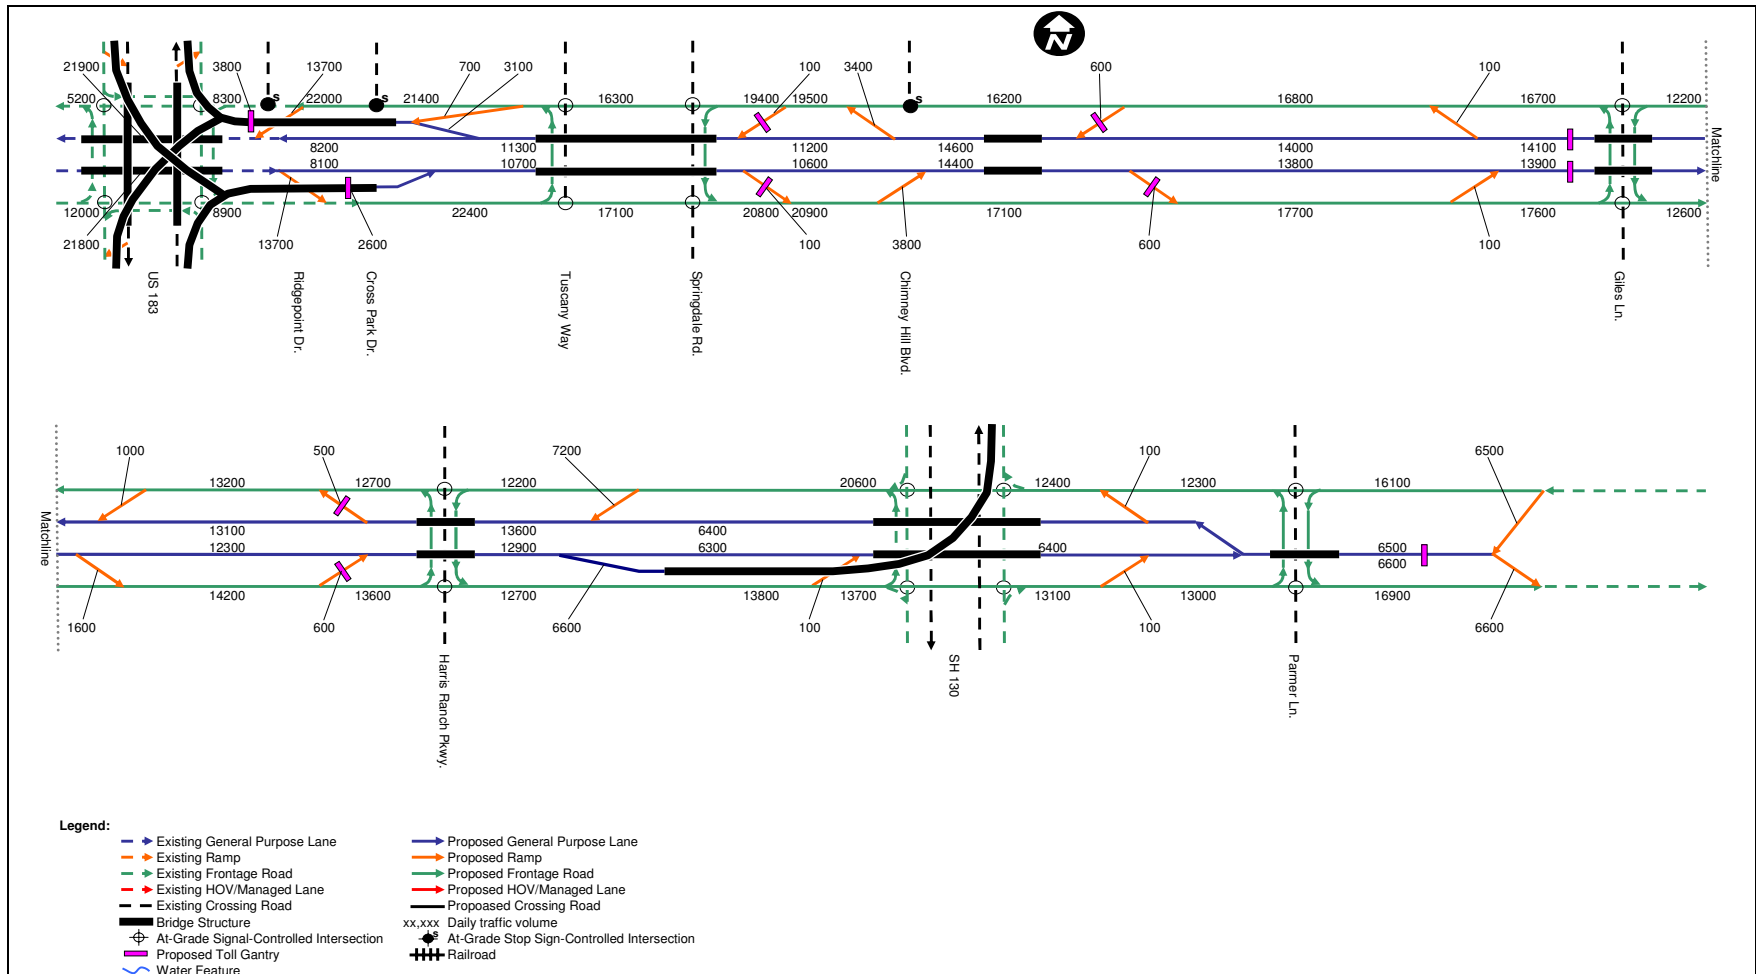 N
21900 3800 13700 700 3100 100 3400 600 100
5200 8300 S 22000 S 21400 16300 19400 19500 S 16200 16800 16700 12200
8200 11300 11200 14600 14000 14100
8100 10700 10600 14400 13800 13900
12000 8900 22400 17100 20800 20900 17100 17700 17600 12600
21800 13700 2600 100 3800 600 100
US 183
Ridgepoint Dr.
Cross Park Dr.
Tuscany Way
Springdale Rd.
Chimney Hill Blvd.
Giles Ln.
Matchline
1000 500 7200 100 6500
13200 12700 12200 20600 12400 12300 16100
13100 13600 6400
12300 12900 6300 6400 6500
6600
14200 13600 12700 13800 13700 13100 13000 16900
1600 600 6600 100 100 6600
Matchline
Harris Ranch Pkwy.
SH 130
Parmer Ln.
Legend:
Existing General Purpose Lane
Existing Ramp
Existing Frontage Road
Existing HOV/Managed Lane
Existing Crossing Road
Bridge Structure
At-Grade Signal-Controlled Intersection
Proposed Toll Gantry
Water Feature
Proposed General Purpose Lane
Proposed Ramp
Proposed Frontage Road
Proposed HOV/Managed Lane
Propoased Crossing Road
xx,xxx Daily traffic volume
S At-Grade Stop Sign-Controlled Intersection
Railroad